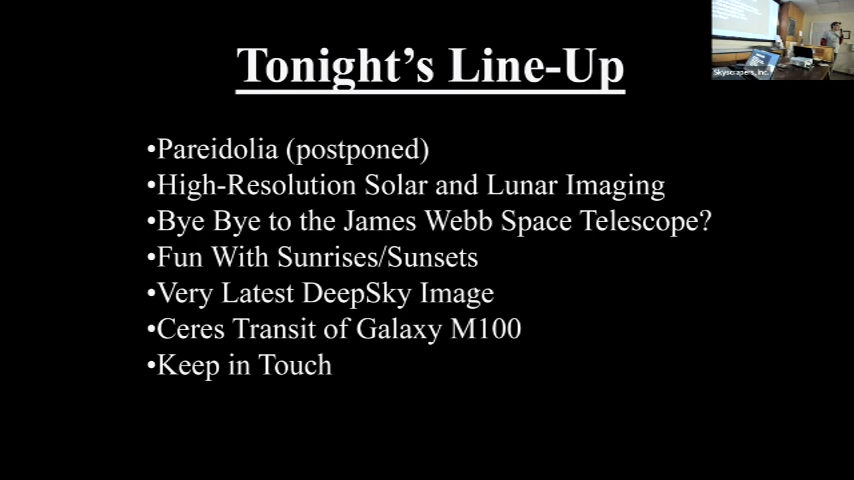 Tonight's Line-Up
Skyscrapers, Inc.
•Pareidolia (postponed)
•High-Resolution Solar and Lunar Imaging
•Bye Bye to the James Webb Space Telescope?
•Fun With Sunrises/Sunsets
•Very Latest DeepSky Image
•Ceres Transit of Galaxy M100
•Keep in Touch